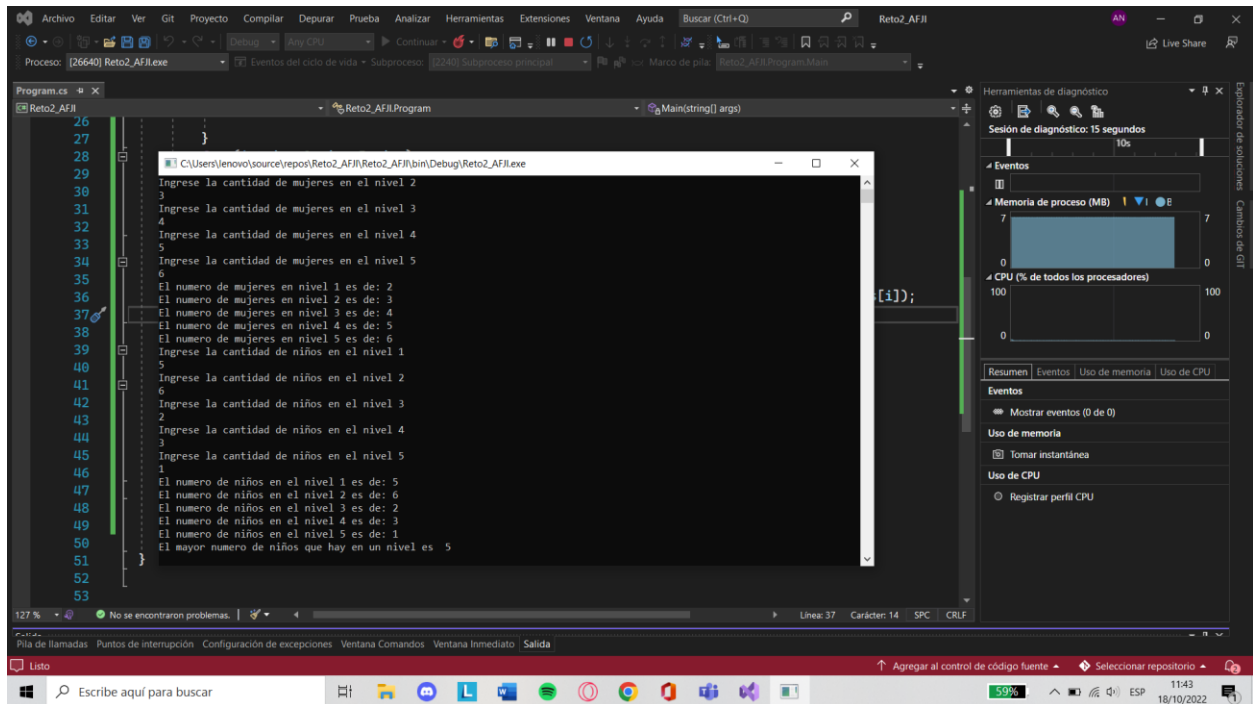 Archivo Editar Ver Git Proyecto Compilar Depurar Prueba Analizar Herramientas Extensiones Ventana Ayuda Buscar (Ctrl+Q) Reto2_AFJI AN
Debug Any CPU Continuar Live Share
Proceso: [26640] Reto2_AFJI.exe Eventos del ciclo de vida Subproceso: [2240] Subproceso principal Marco de pila: Reto2_AFJI.Program.Main
Program.cs
Reto2_AFJI Reto2_AFJI.Program Main(string[] args)
26
27 }
28
29
30
31
32
33
34
35
36 [i]);
37
38
39
40
41
42
43
44
45
46
47
48
49
50
51 }
52
53
C:\Users\lenovo\source\repos\Reto2_AFJI\Reto2_AFJI\bin\Debug\Reto2_AFJI.exe
Ingrese la cantidad de mujeres en el nivel 2
3
Ingrese la cantidad de mujeres en el nivel 3
4
Ingrese la cantidad de mujeres en el nivel 4
5
Ingrese la cantidad de mujeres en el nivel 5
6
El numero de mujeres en nivel 1 es de: 2
El numero de mujeres en nivel 2 es de: 3
El numero de mujeres en nivel 3 es de: 4
El numero de mujeres en nivel 4 es de: 5
El numero de mujeres en nivel 5 es de: 6
Ingrese la cantidad de niños en el nivel 1
5
Ingrese la cantidad de niños en el nivel 2
6
Ingrese la cantidad de niños en el nivel 3
2
Ingrese la cantidad de niños en el nivel 4
3
Ingrese la cantidad de niños en el nivel 5
1
El numero de niños en el nivel 1 es de: 5
El numero de niños en el nivel 2 es de: 6
El numero de niños en el nivel 3 es de: 2
El numero de niños en el nivel 4 es de: 3
El numero de niños en el nivel 5 es de: 1
El mayor numero de niños que hay en un nivel es  5
Herramientas de diagnóstico
Sesión de diagnóstico: 15 segundos
10s
Eventos
Memoria de proceso (MB)
7 7
0 0
CPU (% de todos los procesadores)
100 100
0 0
Resumen Eventos Uso de memoria Uso de CPU
Eventos
Mostrar eventos (0 de 0)
Uso de memoria
Tomar instantánea
Uso de CPU
Registrar perfil CPU
Explorador de soluciones
Cambios de GIT
127 % No se encontraron problemas. Línea: 37 Carácter: 14 SPC CRLF
Salida
Pila de llamadas Puntos de interrupción Configuración de excepciones Ventana Comandos Ventana Inmediato Salida
Listo Agregar al control de código fuente Seleccionar repositorio
Escribe aquí para buscar 59% ESP 11:43
18/10/2022